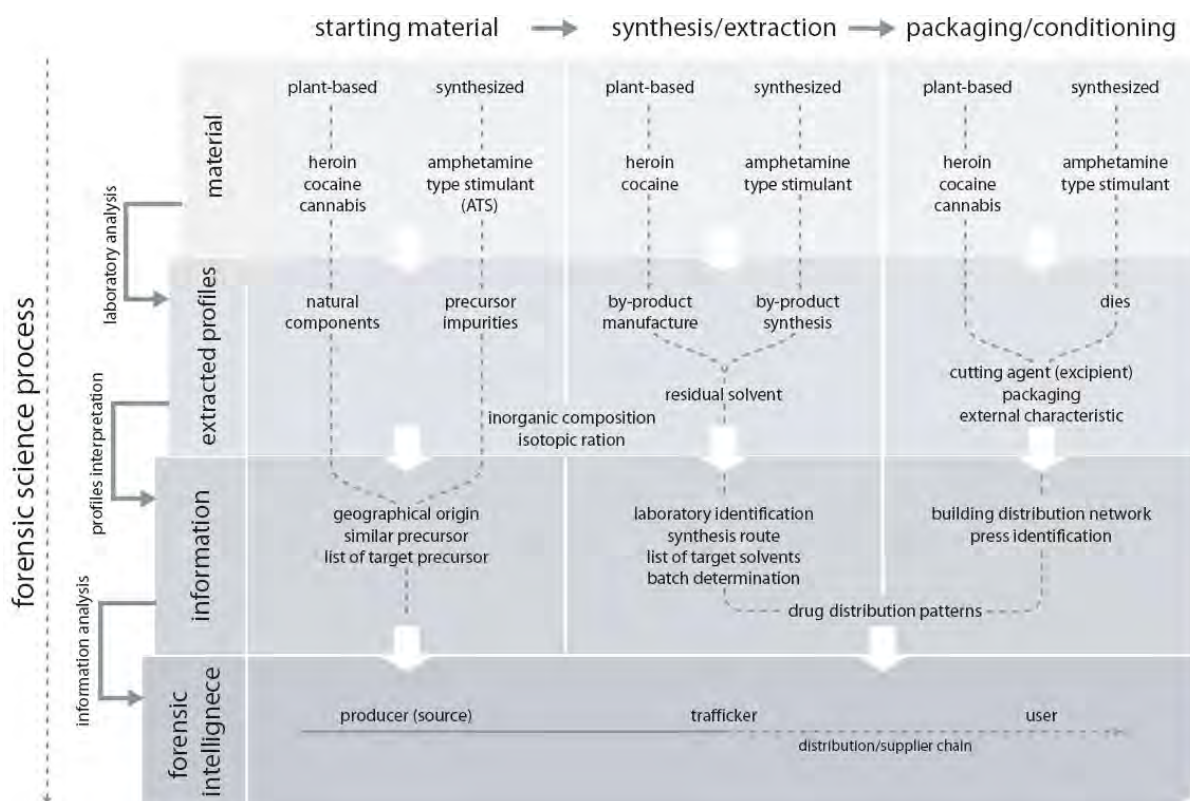 starting material
synthesis/extraction
packaging/conditioning
forensic science process
laboratory analysis
profiles interpretation
information analysis
material
plant-based
synthesized
plant-based
synthesized
plant-based
synthesized
heroin
cocaine
cannabis
amphetamine
type stimulant
(ATS)
heroin
cocaine
amphetamine
type stimulant
heroin
cocaine
cannabis
amphetamine
type stimulant
extracted profiles
natural
components
precursor
impurities
by-product
manufacture
by-product
synthesis
dies
residual solvent
cutting agent (excipient)
packaging
external characteristic
inorganic composition
isotopic ration
information
geographical origin
similar precursor
list of target precursor
laboratory identification
synthesis route
list of target solvents
batch determination
building distribution network
press identification
drug distribution patterns
forensic
intellignece
producer (source)
trafficker
user
distribution/supplier chain